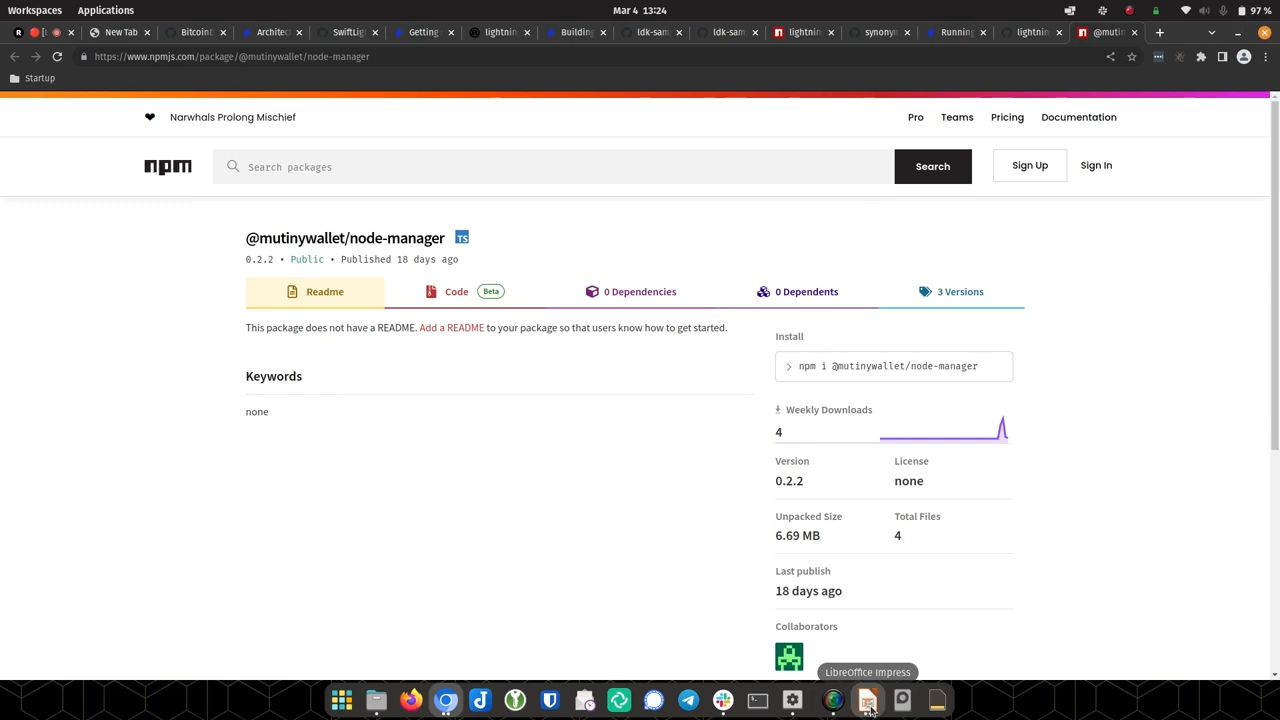 Workspaces Applications Mar 4 13:24 97 %
New Tab Bitcoin Archite SwiftLig Getting lightnin Building ldk-sam ldk-sam lightnin synonym Running lightnin @mutin
https://www.npmjs.com/package/@mutinywallet/node-manager
Startup
Narwhals Prolong Mischief Pro Teams Pricing Documentation
npm Search packages Search Sign Up Sign In
@mutinywallet/node-manager TS
0.2.2 • Public • Published 18 days ago
Readme Code Beta 0 Dependencies 0 Dependents 3 Versions
This package does not have a README. Add a README to your package so that users know how to get started.
Install
npm i @mutinywallet/node-manager
Keywords
none
Weekly Downloads
4
Version License
0.2.2 none
Unpacked Size Total Files
6.69 MB 4
Last publish
18 days ago
Collaborators
LibreOffice Impress